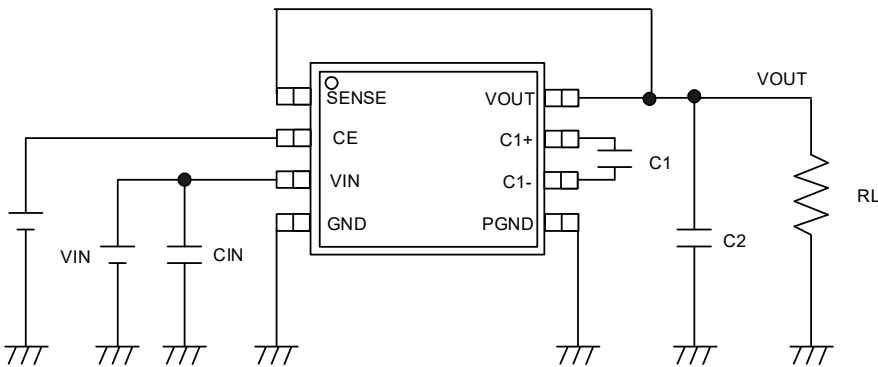 VOUT
SENSE
VOUT
CE
C1+
C1
VIN
C1-
RL
GND
PGND
VIN
CIN
C2